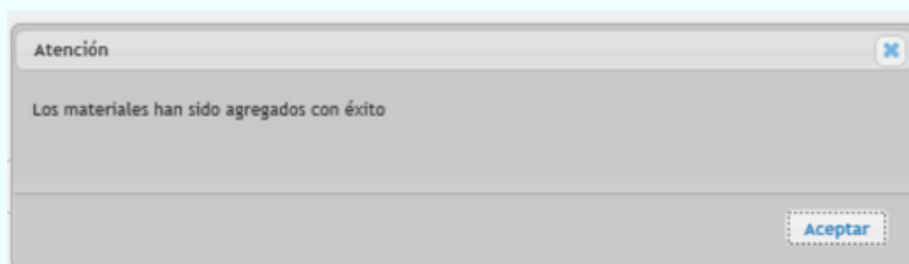 Atención
Los materiales han sido agregados con éxito
Aceptar